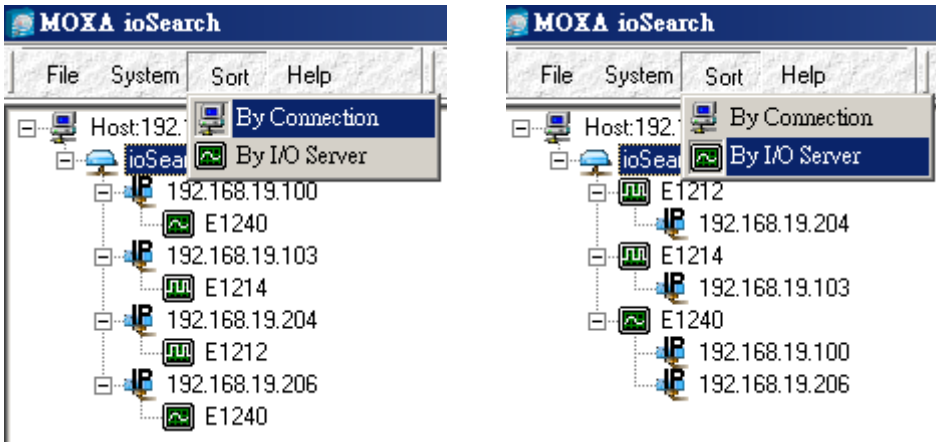 MOXA ioSearch
File System Sort Help
By Connection
By I/O Server
Host:192.
ioSear
192.168.19.100
E1240
192.168.19.103
E1214
192.168.19.204
E1212
192.168.19.206
E1240
MOXA ioSearch
File System Sort Help
By Connection
By I/O Server
Host:192.
ioSear
E1212
192.168.19.204
E1214
192.168.19.103
E1240
192.168.19.100
192.168.19.206